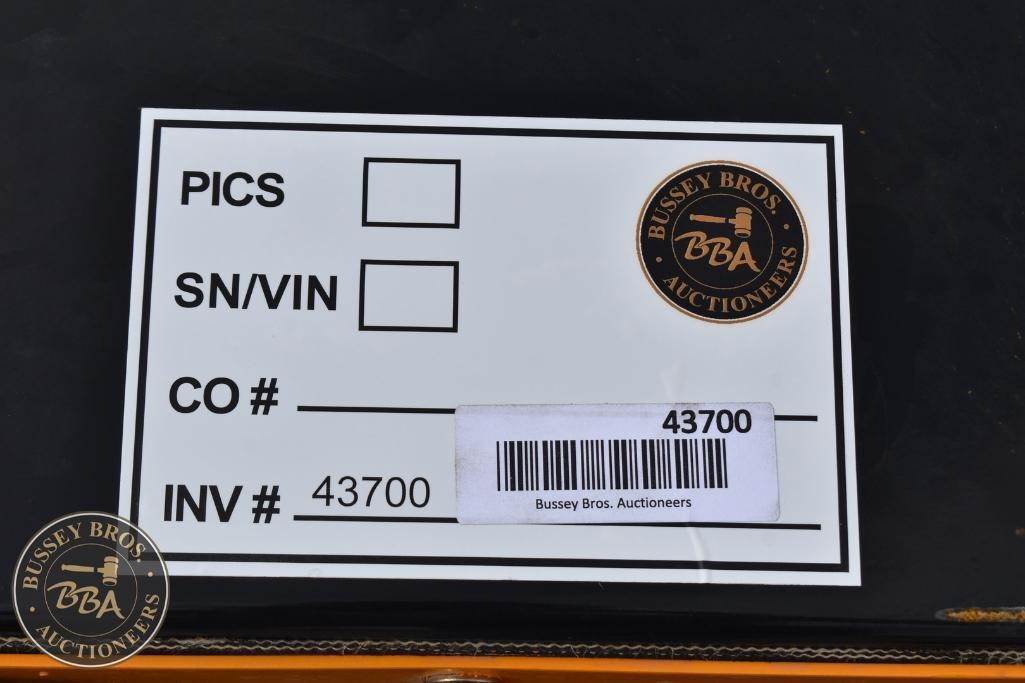 PICS
BUSSEY BROS.
BBA
AUCTIONEERS
SN/VIN
CO #
43700
Bussey Bros. Auctioneers
INV # 43700
BUSSEY BROS.
BBA
AUCTIONEERS